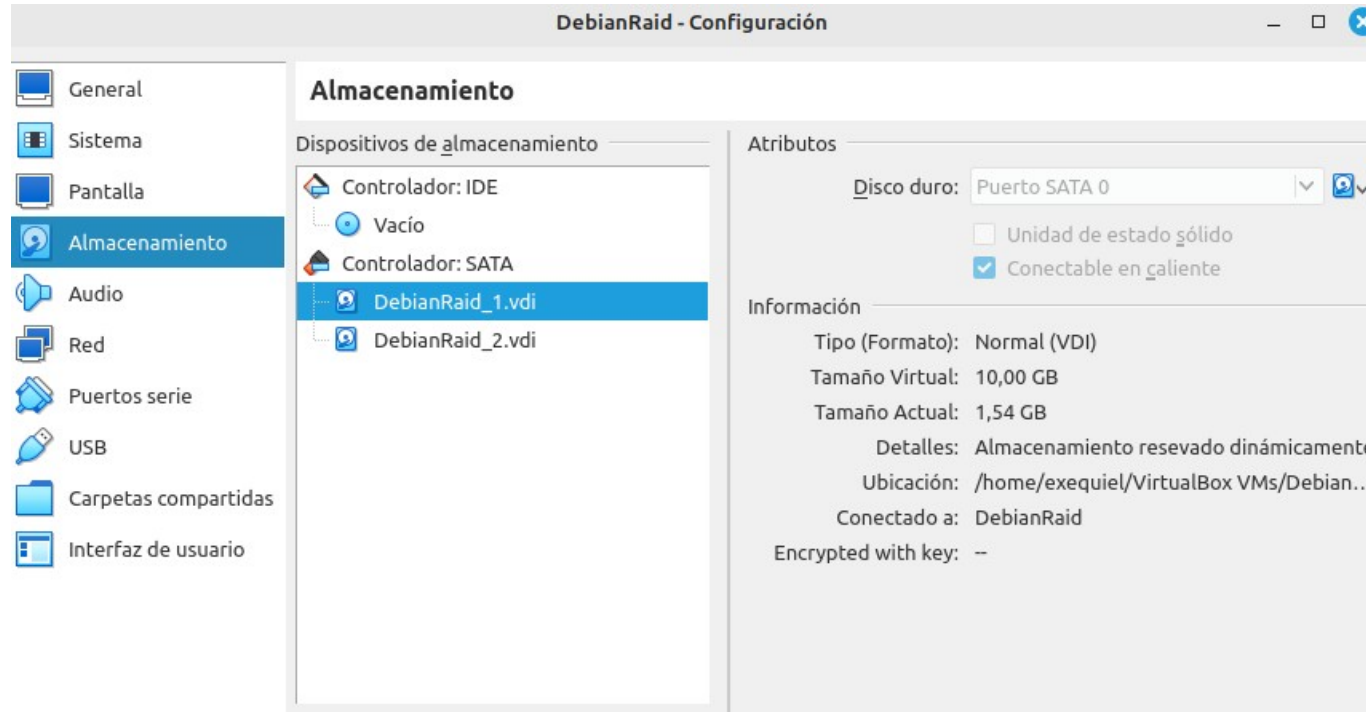 DebianRaid - Configuración
General
Sistema
Pantalla
Almacenamiento
Audio
Red
Puertos serie
USB
Carpetas compartidas
Interfaz de usuario
Almacenamiento
Dispositivos de almacenamiento
Controlador: IDE
Vacío
Controlador: SATA
DebianRaid_1.vdi
DebianRaid_2.vdi
Atributos
Disco duro: Puerto SATA 0
Unidad de estado sólido
Conectable en caliente
Información
Tipo (Formato): Normal (VDI)
Tamaño Virtual: 10,00 GB
Tamaño Actual: 1,54 GB
Detalles: Almacenamiento resevado dinámicamente
Ubicación: /home/exequiel/VirtualBox VMs/Debian...
Conectado a: DebianRaid
Encrypted with key: --